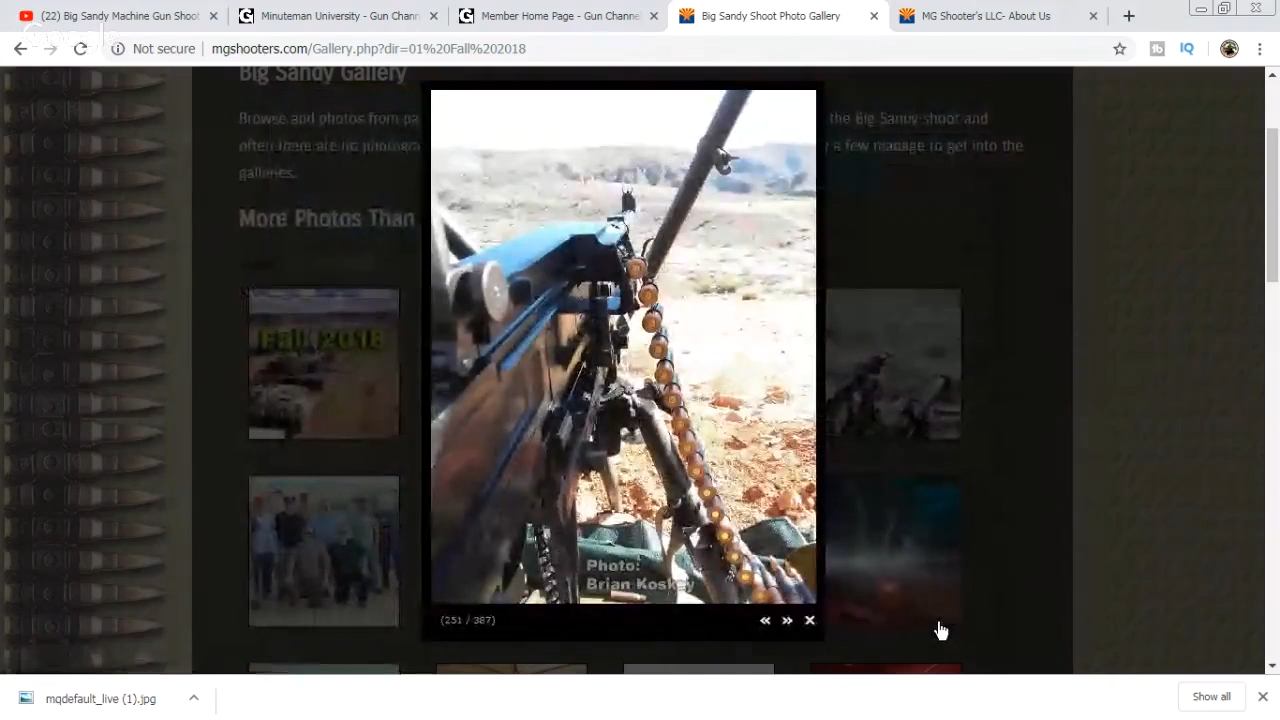 (22) Big Sandy Machine Gun Shoot
Minuteman University - Gun Chann
Member Home Page - Gun Channel
Big Sandy Shoot Photo Gallery
MG Shooter's LLC- About Us
Not secure
mgshooters.com/Gallery.php?dir=01%20Fall%202018
Big Sandy Gallery
Browse and photos from pa
the Big Sandy shoot and
often there are no photogra
a few manage to get into the
galleries.
More Photos Than
Fall 2018
Photo:
Brian Koskey
(251 / 387)
mqdefault_live (1).jpg
Show all